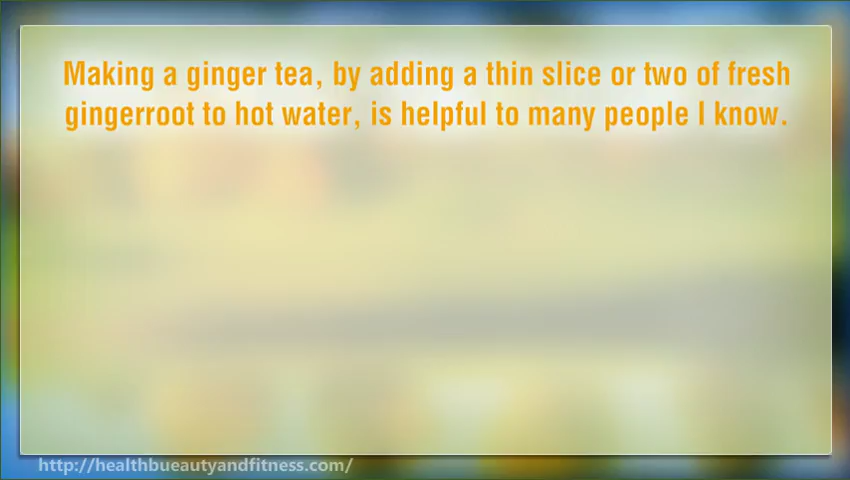 Making a ginger tea, by adding a thin slice or two of fresh
gingerroot to hot water, is helpful to many people I know.
http://healthbueautyandfitness.com/